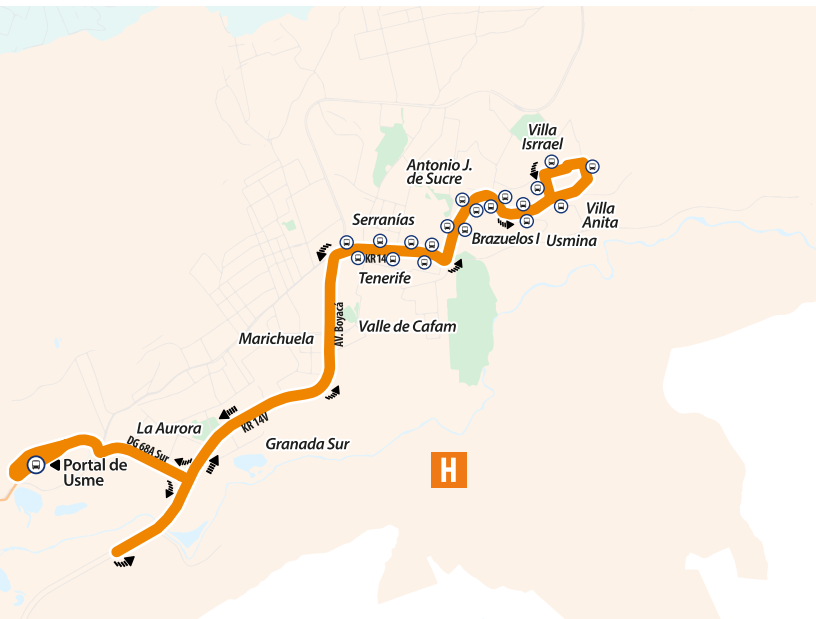 Villa
Isrrael
Antonio J.
de Sucre
Villa
Anita
Serranías
Brazuelos I
Usmina
KR 14
Tenerife
AV. Boyacá
Valle de Cafam
Marichuela
KR 14V
La Aurora
Granada Sur
DG 68A Sur
Portal de
Usme
H